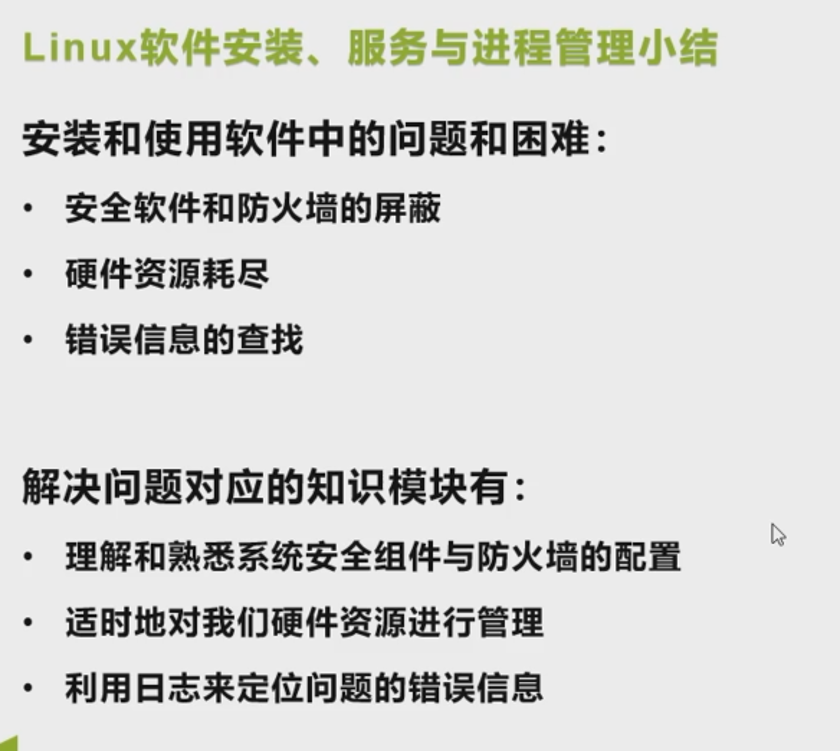 Linux软件安装、服务与进程管理小结
安装和使用软件中的问题和困难：
• 安全软件和防火墙的屏蔽
• 硬件资源耗尽
• 错误信息的查找
解决问题对应的知识模块有：
• 理解和熟悉系统安全组件与防火墙的配置
• 适时地对我们硬件资源进行管理
• 利用日志来定位问题的错误信息